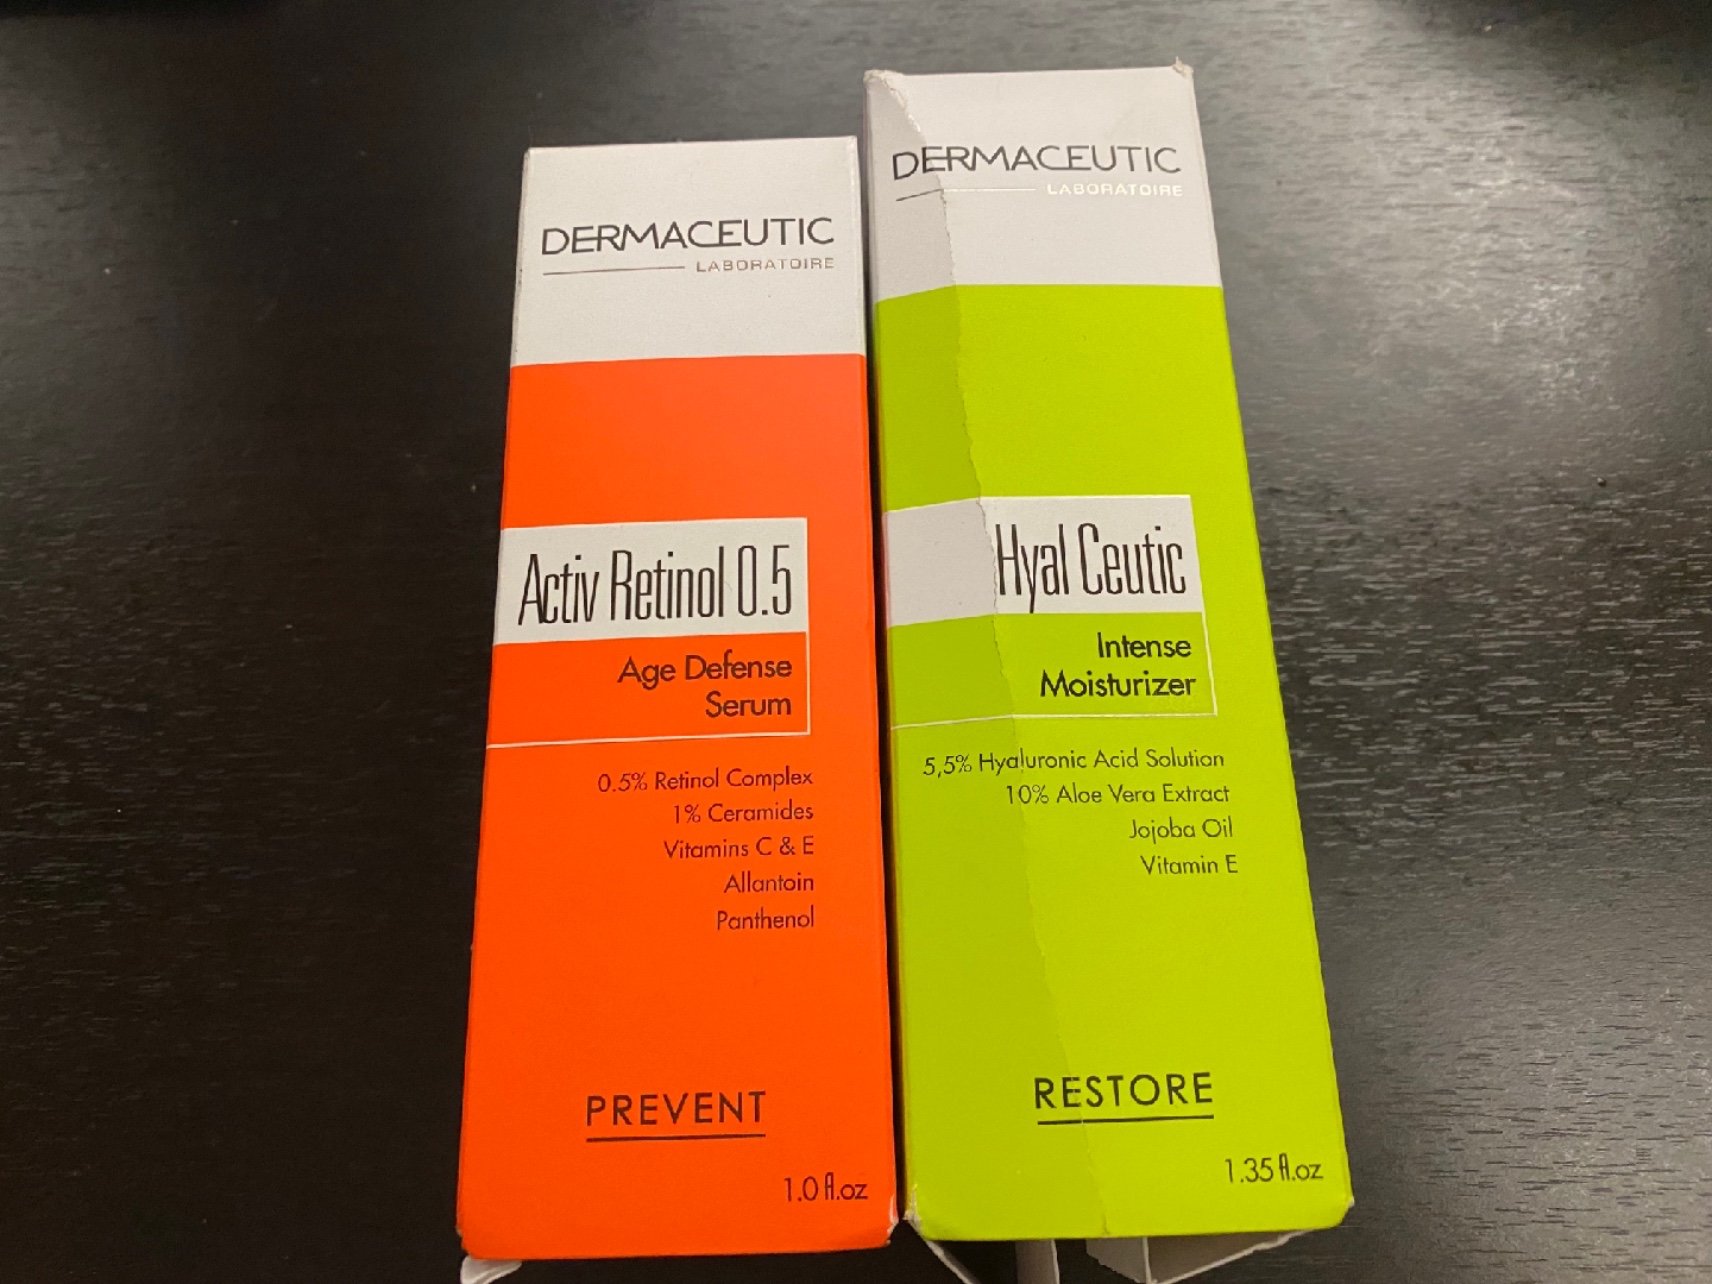 DERMACEUTIC
LABORATOIRE
Activ Retinol 0.5
Age Defense
Serum
0.5% Retinol Complex
1% Ceramides
Vitamins C & E
Allantoin
Panthenol
PREVENT
1.0 fl.oz
DERMACEUTIC
LABORATOIRE
Hyal Ceutic
Intense
Moisturizer
5,5% Hyaluronic Acid Solution
10% Aloe Vera Extract
Jojoba Oil
Vitamin E
RESTORE
1.35 fl.oz